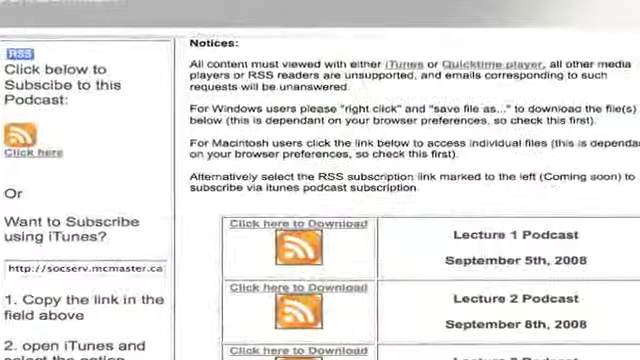 RSS
Click below to
Subscibe to this
Podcast:
Click here
Or
Want to Subscribe
using iTunes?
http://socserv.mcmaster.ca
1. Copy the link in the
field above
2. open iTunes and
select the option
Notices:
All content must viewed with either iTunes or Quicktime player, all other media
players or RSS readers are unsupported, and emails corresponding to such
requests will be unanswered.
For Windows users please "right click" and "save file as..." to download the file(s)
below (this is dependant on your browser preferences, so check this first).
For Macintosh users click the link below to access individual files (this is dependa
on your browser preferences, so check this first).
Alternatively select the RSS subscription link marked to the left (Coming soon) to
subscribe via itunes podcast subscription.
Click here to Download
Lecture 1 Podcast
September 5th, 2008
Click here to Download
Lecture 2 Podcast
September 8th, 2008
Click here to Download